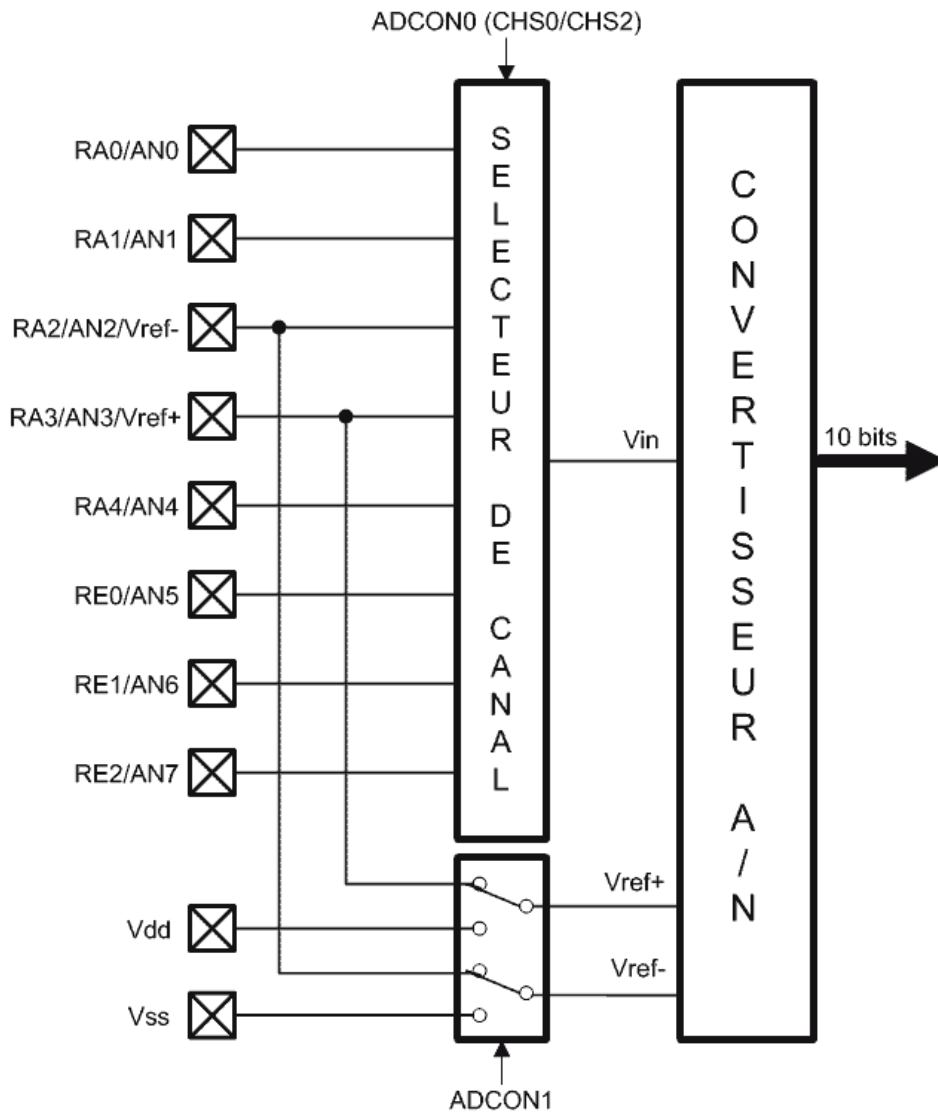 ADCON0 (CHS0/CHS2)
RA0/AN0
RA1/AN1
RA2/AN2/Vref-
RA3/AN3/Vref+
RA4/AN4
RE0/AN5
RE1/AN6
RE2/AN7
Vdd
Vss
SELECTEUR DE CANAL
ADCON1
Vin
Vref+
Vref-
CONVERTISSEUR A/N
10 bits